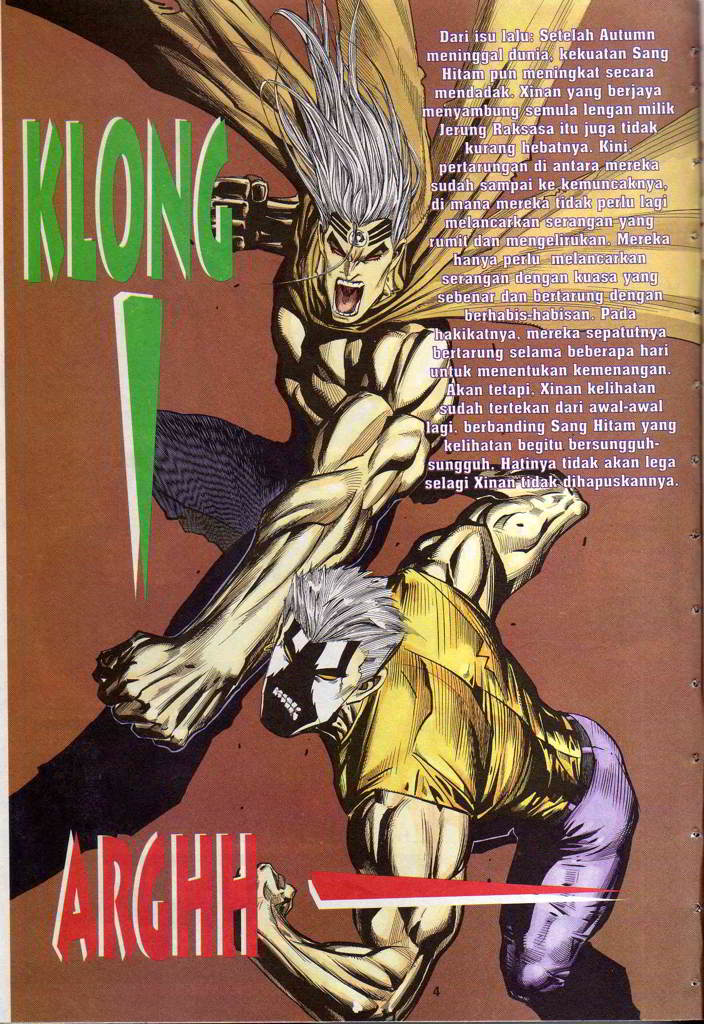 Dari isu lalu: Setelah Autumn
meninggal dunia, kekuatan Sang
Hitam pun meningkat secara
mendadak. Xinan yang berjaya
menyambung semula lengan milik
Jerung Raksasa itu juga tidak
kurang hebatnya. Kini,
pertarungan di antara mereka
sudah sampai ke kemuncaknya,
di mana mereka tidak perlu lagi
melancarkan serangan yang
rumit dan mengelirukan. Mereka
hanya perlu melancarkan
serangan dengan kuasa yang
sebenar dan bertarung dengan
berhabis-habisan. Pada
hakikatnya, mereka sepatutnya
bertarung selama beberapa hari
untuk menentukan kemenangan.
Akan tetapi, Xinan kelihatan
sudah tertekan dari awal-awal
lagi, berbanding Sang Hitam yang
kelihatan begitu bersungguh-
sungguh. Hatinya tidak akan lega
selagi Xinan tidak dihapuskannya.
KLONG
!
ARGHH
!
4